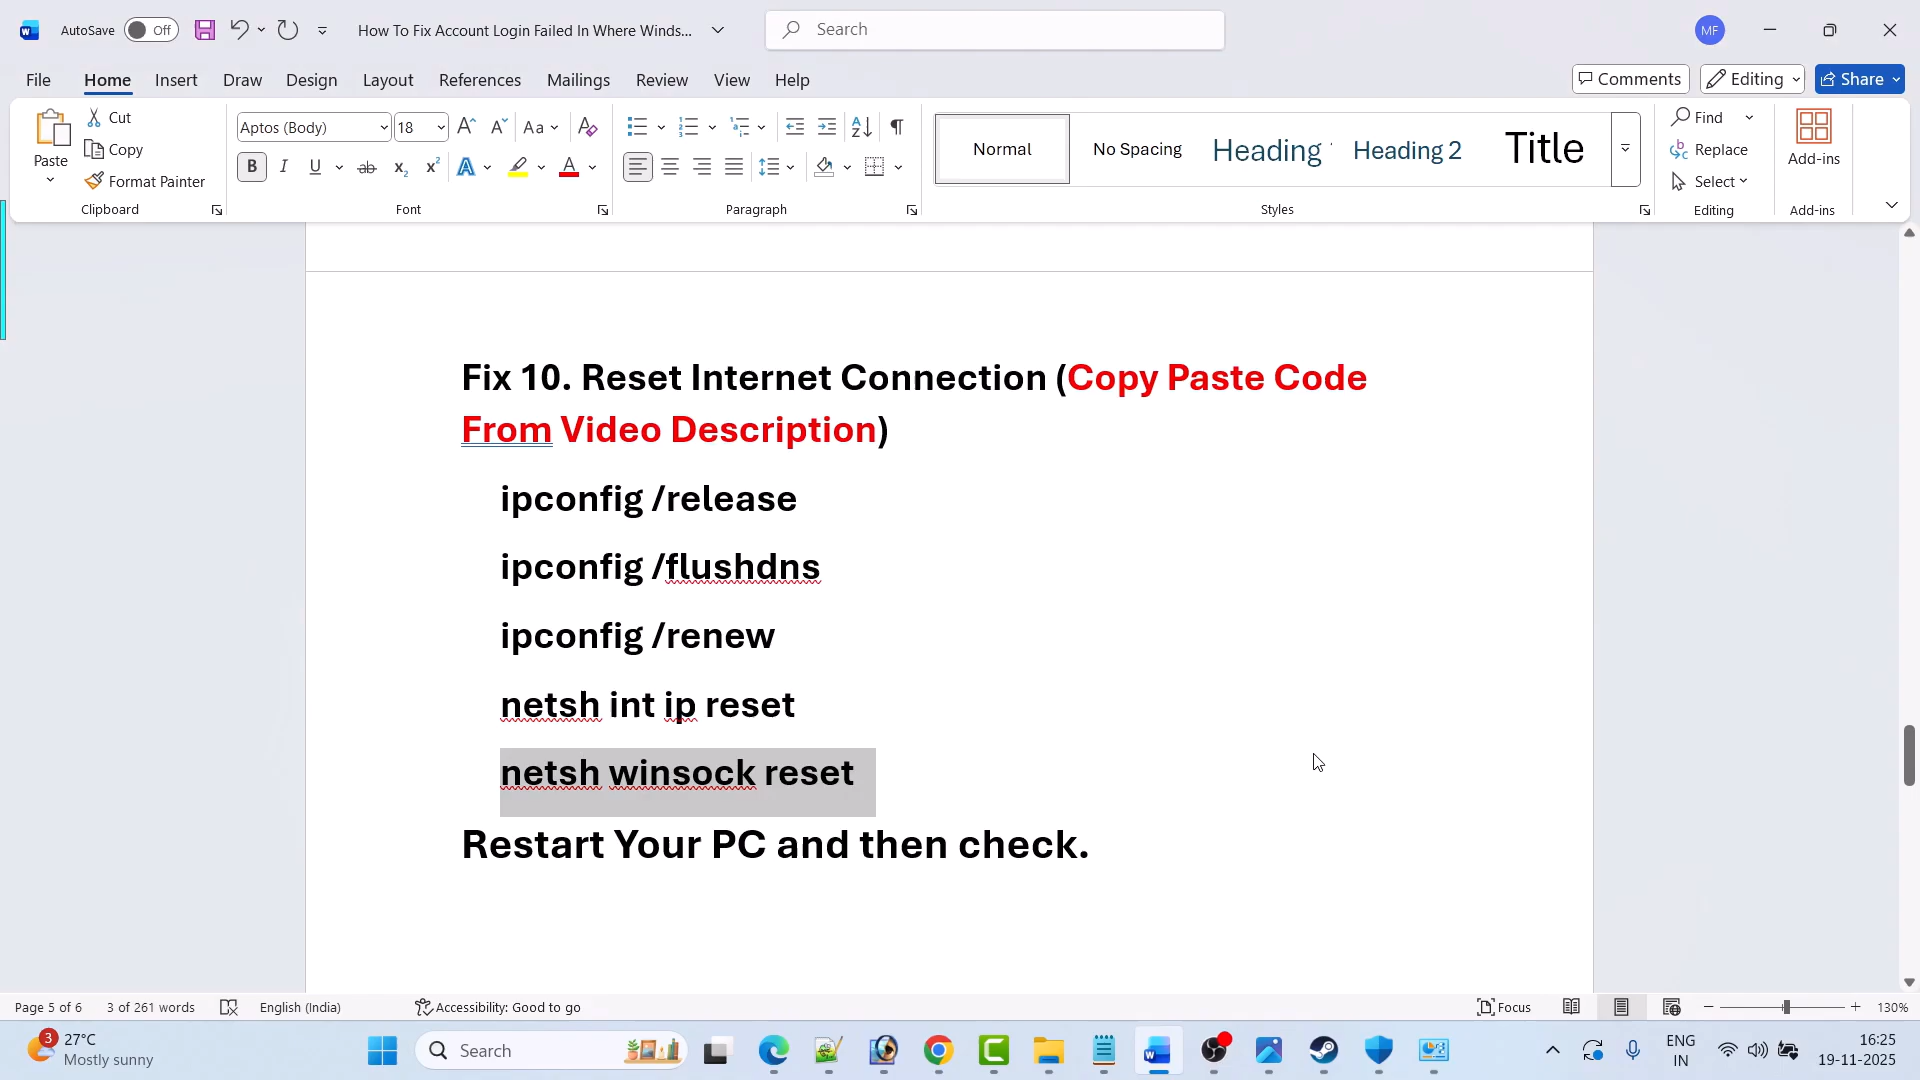 AutoSave Off How To Fix Account Login Failed In Where Winds... Search MF
File Home Insert Draw Design Layout References Mailings Review View Help Comments Editing Share
Paste Cut Copy Format Painter Clipboard
Aptos (Body) 18 Font
Paragraph
Normal No Spacing Heading Heading 2 Title Styles
Find Replace Select Editing
Add-ins Add-ins
Fix 10. Reset Internet Connection (Copy Paste Code
From Video Description)
ipconfig /release
ipconfig /flushdns
ipconfig /renew
netsh int ip reset
netsh winsock reset
Restart Your PC and then check.
Page 5 of 6 3 of 261 words English (India) Accessibility: Good to go Focus 130%
3 27°C
Mostly sunny
Search
ENG
IN
16:25
19-11-2025